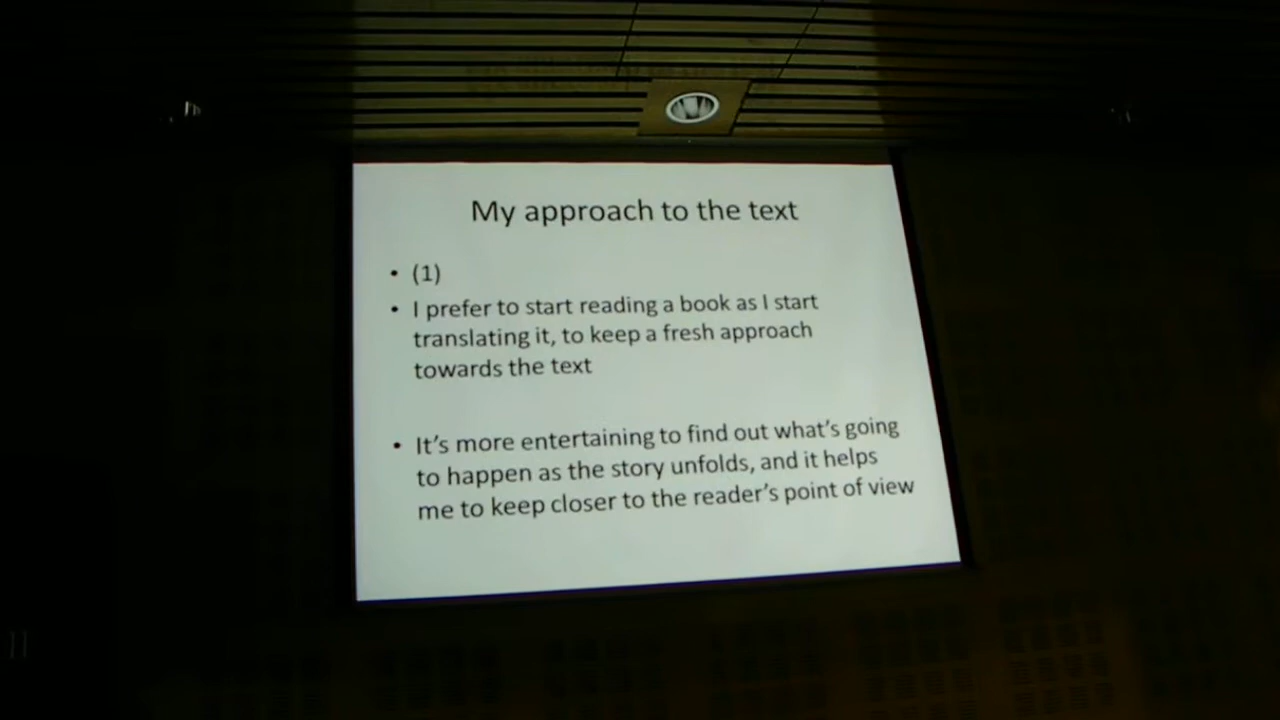 My approach to the text
• (1)
• I prefer to start reading a book as I start
translating it, to keep a fresh approach
towards the text
• It's more entertaining to find out what's going
to happen as the story unfolds, and it helps
me to keep closer to the reader's point of view